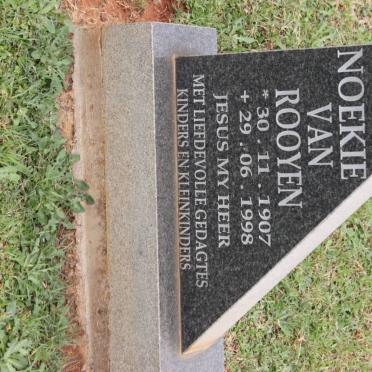 NOEKIE
VAN
ROOYEN
* 30 . 11 . 1907
+ 29 . 06 . 1998
JESUS MY HEER
MET LIEFDEVOLLE GEDAGTES
KINDERS EN KLEINKINDERS